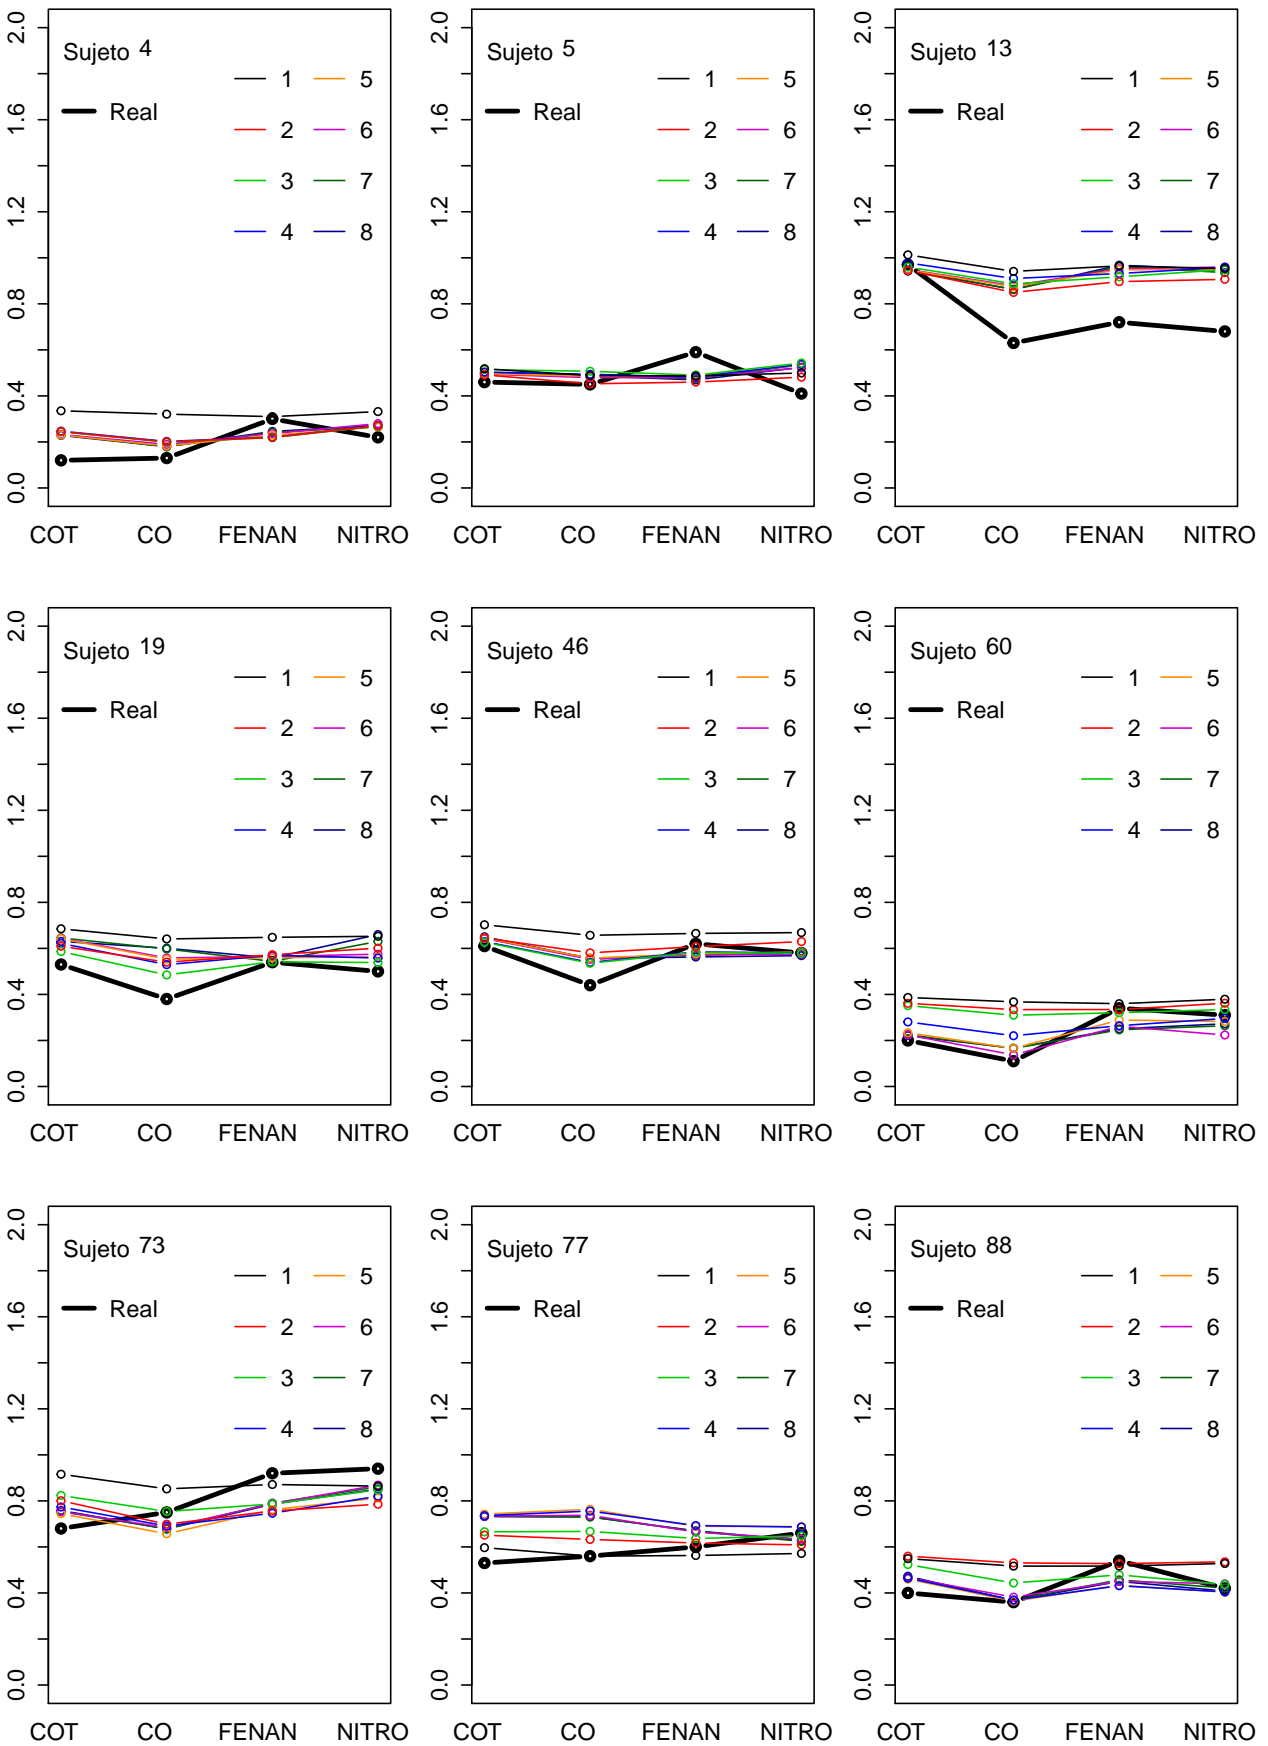 Sujeto 4
1 5
Real
2 6
3 7
4 8
0.0 0.4 0.8 1.2 1.6 2.0
COT CO FENAN NITRO
Sujeto 5
1 5
Real
2 6
3 7
4 8
0.0 0.4 0.8 1.2 1.6 2.0
COT CO FENAN NITRO
Sujeto 13
1 5
Real
2 6
3 7
4 8
0.0 0.4 0.8 1.2 1.6 2.0
COT CO FENAN NITRO
Sujeto 19
1 5
Real
2 6
3 7
4 8
0.0 0.4 0.8 1.2 1.6 2.0
COT CO FENAN NITRO
Sujeto 46
1 5
Real
2 6
3 7
4 8
0.0 0.4 0.8 1.2 1.6 2.0
COT CO FENAN NITRO
Sujeto 60
1 5
Real
2 6
3 7
4 8
0.0 0.4 0.8 1.2 1.6 2.0
COT CO FENAN NITRO
Sujeto 73
1 5
Real
2 6
3 7
4 8
0.0 0.4 0.8 1.2 1.6 2.0
COT CO FENAN NITRO
Sujeto 77
1 5
Real
2 6
3 7
4 8
0.0 0.4 0.8 1.2 1.6 2.0
COT CO FENAN NITRO
Sujeto 88
1 5
Real
2 6
3 7
4 8
0.0 0.4 0.8 1.2 1.6 2.0
COT CO FENAN NITRO